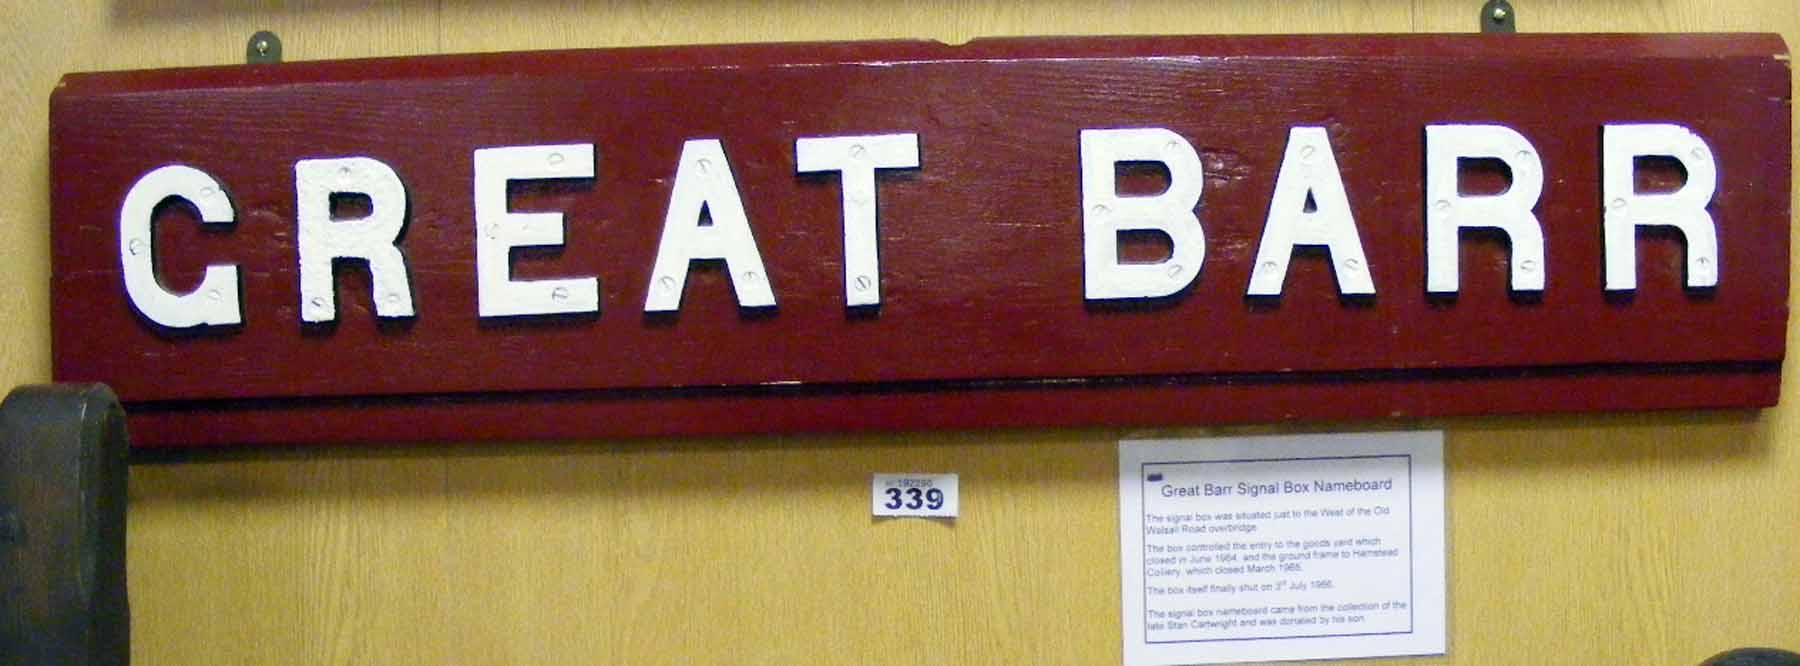 GREAT BARR
192290
339
Great Barr Signal Box Nameboard
The signal box was situated just to the West of the Old
Walsall Road overbridge.
The box controlled the entry to the goods yard which
closed in June 1964, and the ground frame to Hamstead
Colliery, which closed March 1965.
The box itself finally shut on 3rd July 1966.
The signal box nameboard came from the collection of the
late Stan Cartwright and was donated by his son.